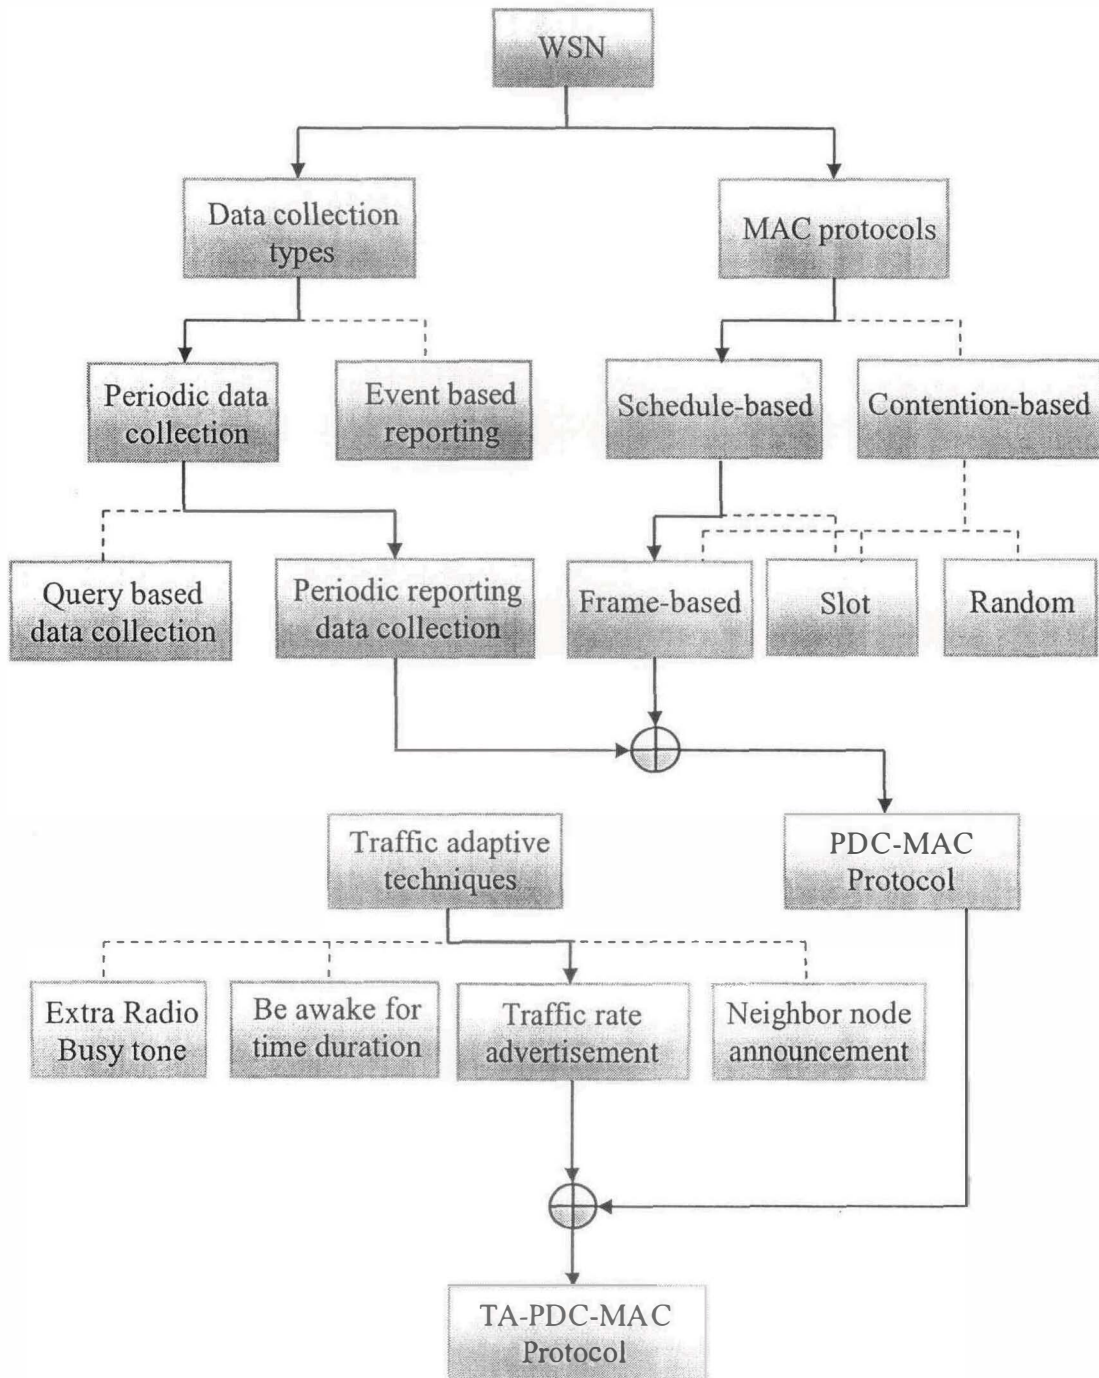 WSN
Data collection
types
MAC protocols
Periodic data
collection
Event based
reporting
Schedule-based
Contention-based
Query based
data collection
Periodic reporting
data collection
Frame-based
Slot
Random
Traffic adaptive
techniques
PDC-MAC
Protocol
Extra Radio
Busy tone
Be awake for
time duration
Traffic rate
advertisement
Neighbor node
announcement
TA-PDC-MAC
Protocol